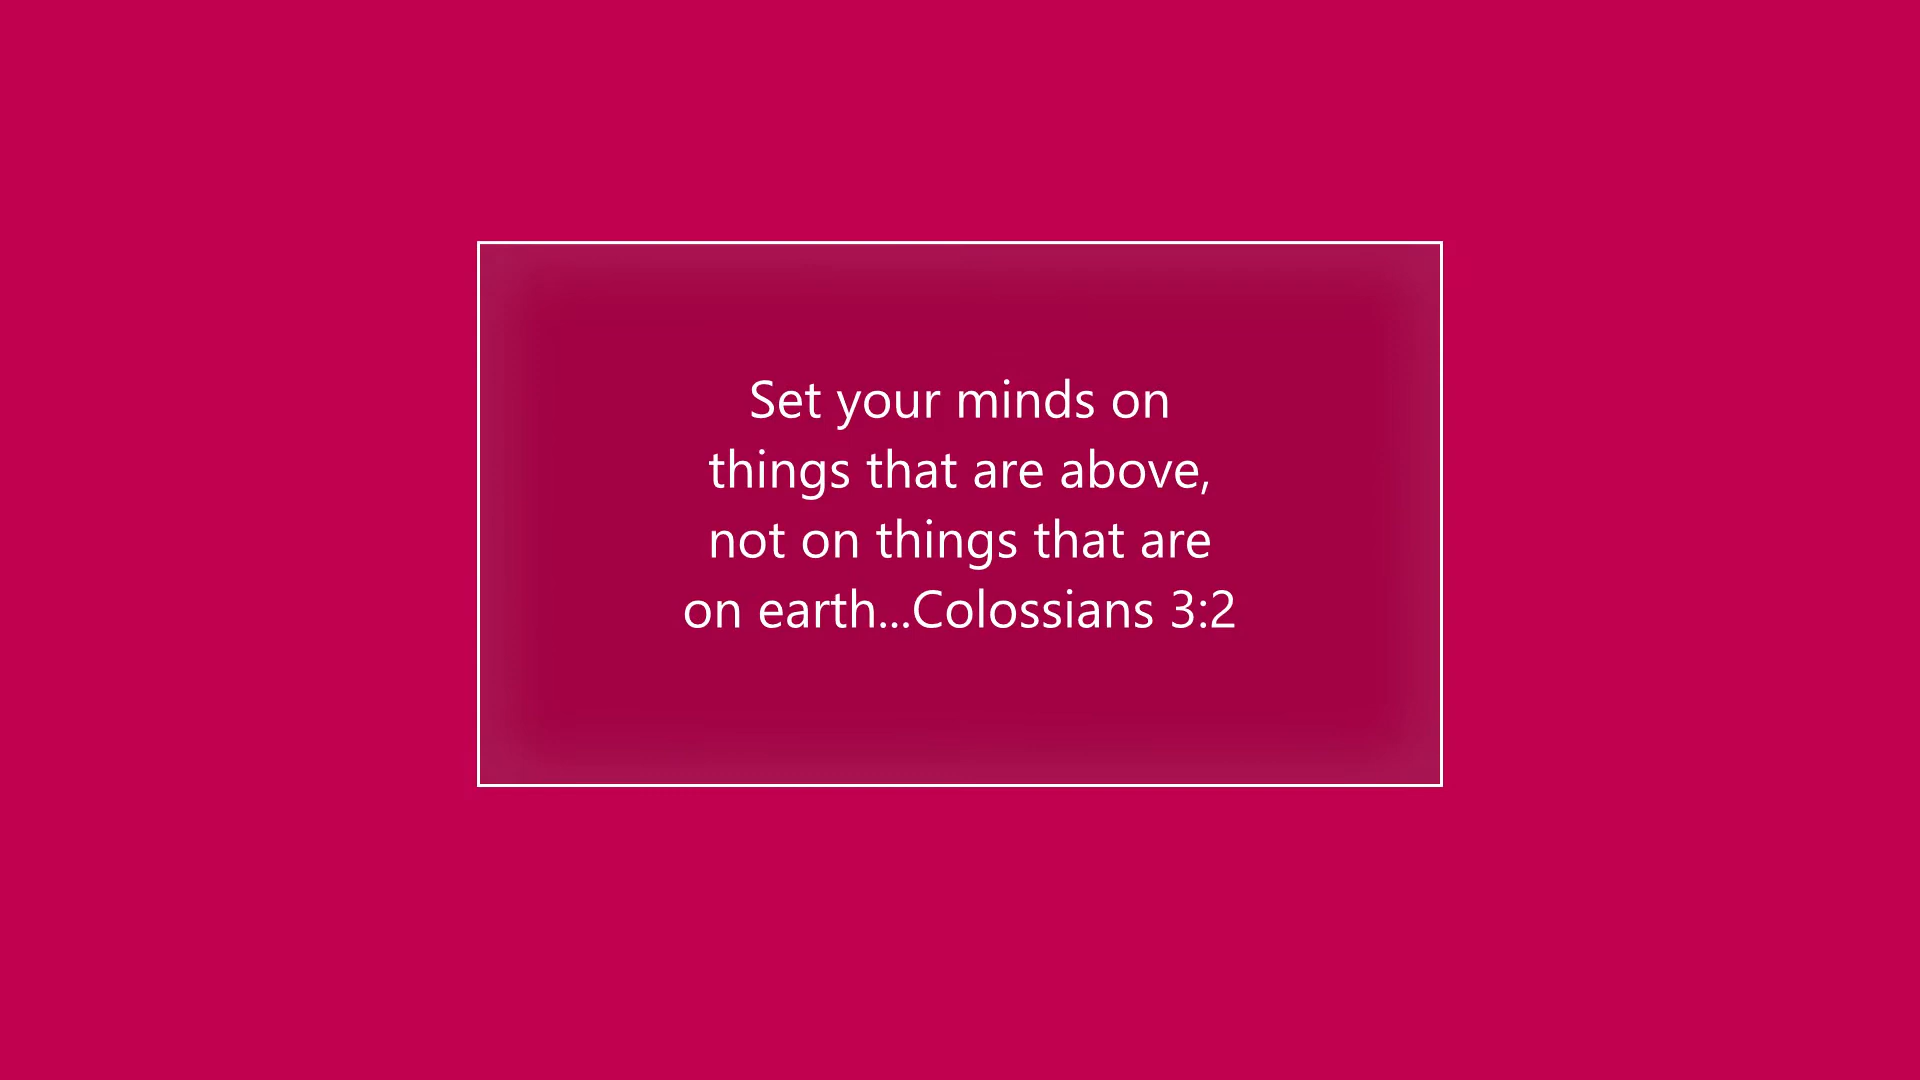 Set your minds on
things that are above,
not on things that are
on earth...Colossians 3:2